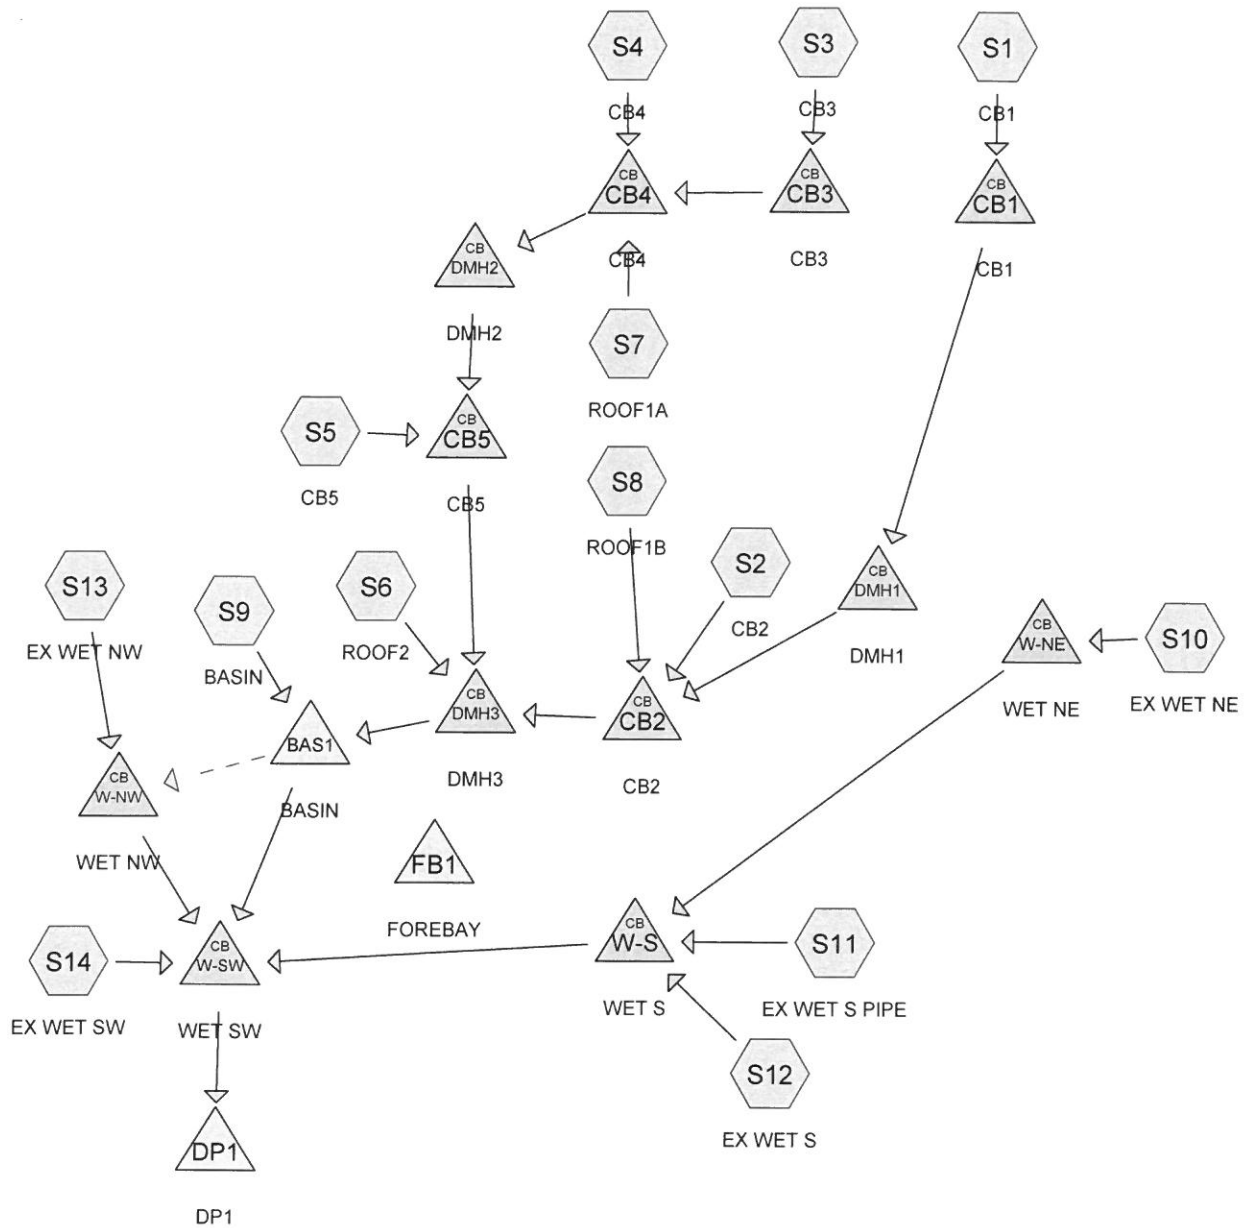 S4
S3
S1
CB4
CB3
CB1
CB
CB4
CB
CB3
CB
CB1
CB4
CB3
CB1
CB
DMH2
DMH2
S7
ROOF1A
S5
CB5
CB
CB5
CB5
S8
ROOF1B
S2
CB2
CB
DMH1
DMH1
S13
EX WET NW
S9
BASIN
S6
ROOF2
CB
W-NE
WET NE
S10
EX WET NE
CB
DMH3
DMH3
CB
CB2
CB2
BAS1
BASIN
CB
W-NW
WET NW
FB1
FOREBAY
S14
EX WET SW
CB
W-SW
WET SW
CB
W-S
WET S
S11
EX WET S PIPE
S12
EX WET S
DP1
DP1